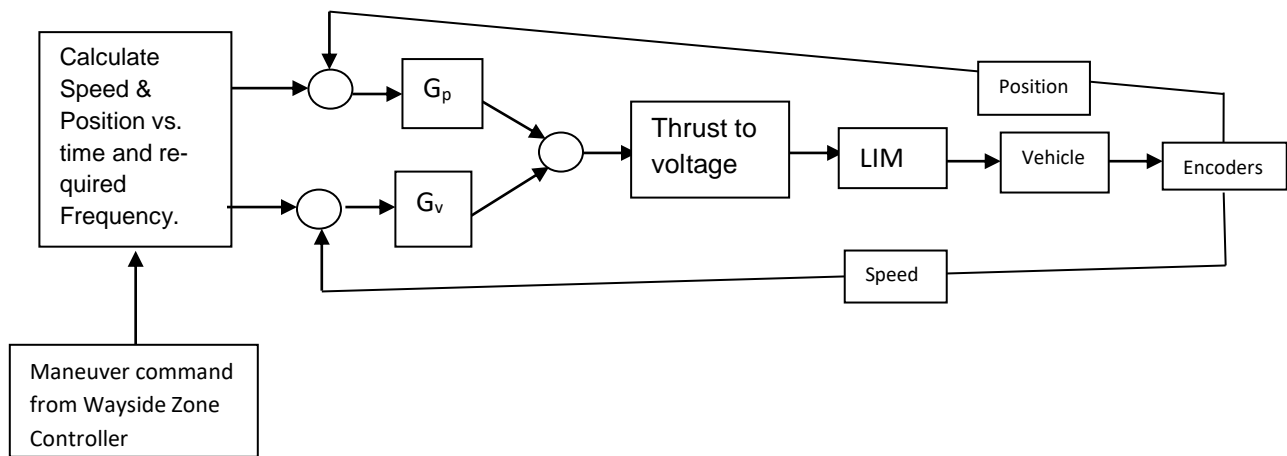 Calculate
Speed &
Position vs.
time and re-
quired
Frequency.
Gp
Gv
Thrust to
voltage
LIM
Vehicle
Encoders
Position
Speed
Maneuver command
from Wayside Zone
Controller